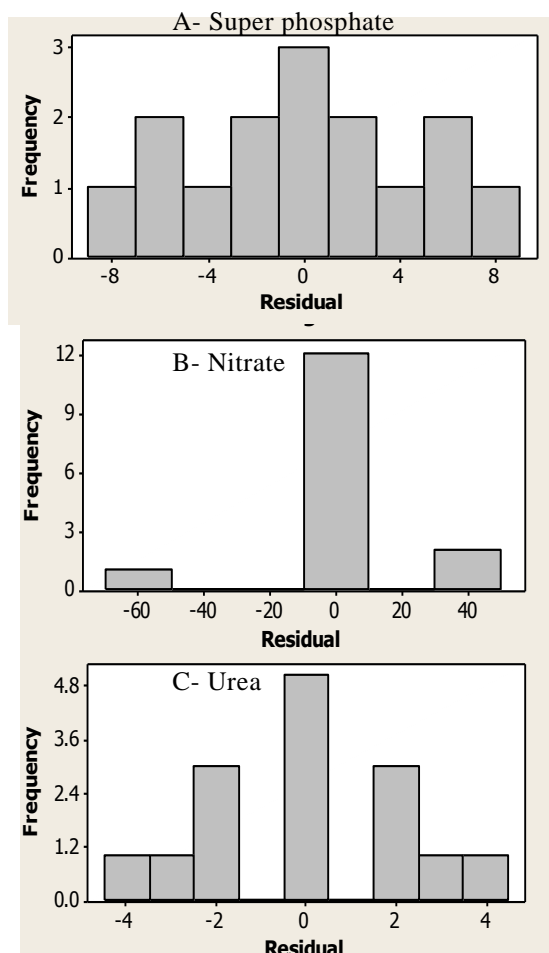 A- Super phosphate
3
2
1
0
Frequency
-8 -4 0 4 8
Residual
B- Nitrate
12
9
6
3
0
Frequency
-60 -40 -20 0 20 40
Residual
C- Urea
4.8
3.6
2.4
1.2
0.0
Frequency
-4 -2 0 2 4
Residual